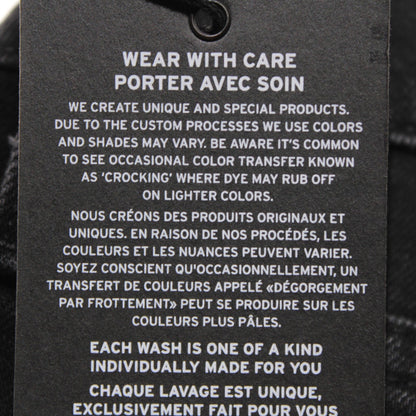 WEAR WITH CARE
PORTER AVEC SOIN
WE CREATE UNIQUE AND SPECIAL PRODUCTS.
DUE TO THE CUSTOM PROCESSES WE USE COLORS
AND SHADES MAY VARY. BE AWARE IT'S COMMON
TO SEE OCCASIONAL COLOR TRANSFER KNOWN
AS 'CROCKING' WHERE DYE MAY RUB OFF
ON LIGHTER COLORS.
NOUS CRÉONS DES PRODUITS ORIGINAUX ET
UNIQUES. EN RAISON DE NOS PROCÉDÉS, LES
COULEURS ET LES NUANCES PEUVENT VARIER.
SOYEZ CONSCIENT QU'OCCASIONNELLEMENT, UN
TRANSFERT DE COULEURS APPELÉ «DÉGORGEMENT
PAR FROTTEMENT» PEUT SE PRODUIRE SUR LES
COULEURS PLUS PÂLES.
EACH WASH IS ONE OF A KIND
INDIVIDUALLY MADE FOR YOU
CHAQUE LAVAGE EST UNIQUE,
EXCLUSIVEMENT FAIT POUR VOUS